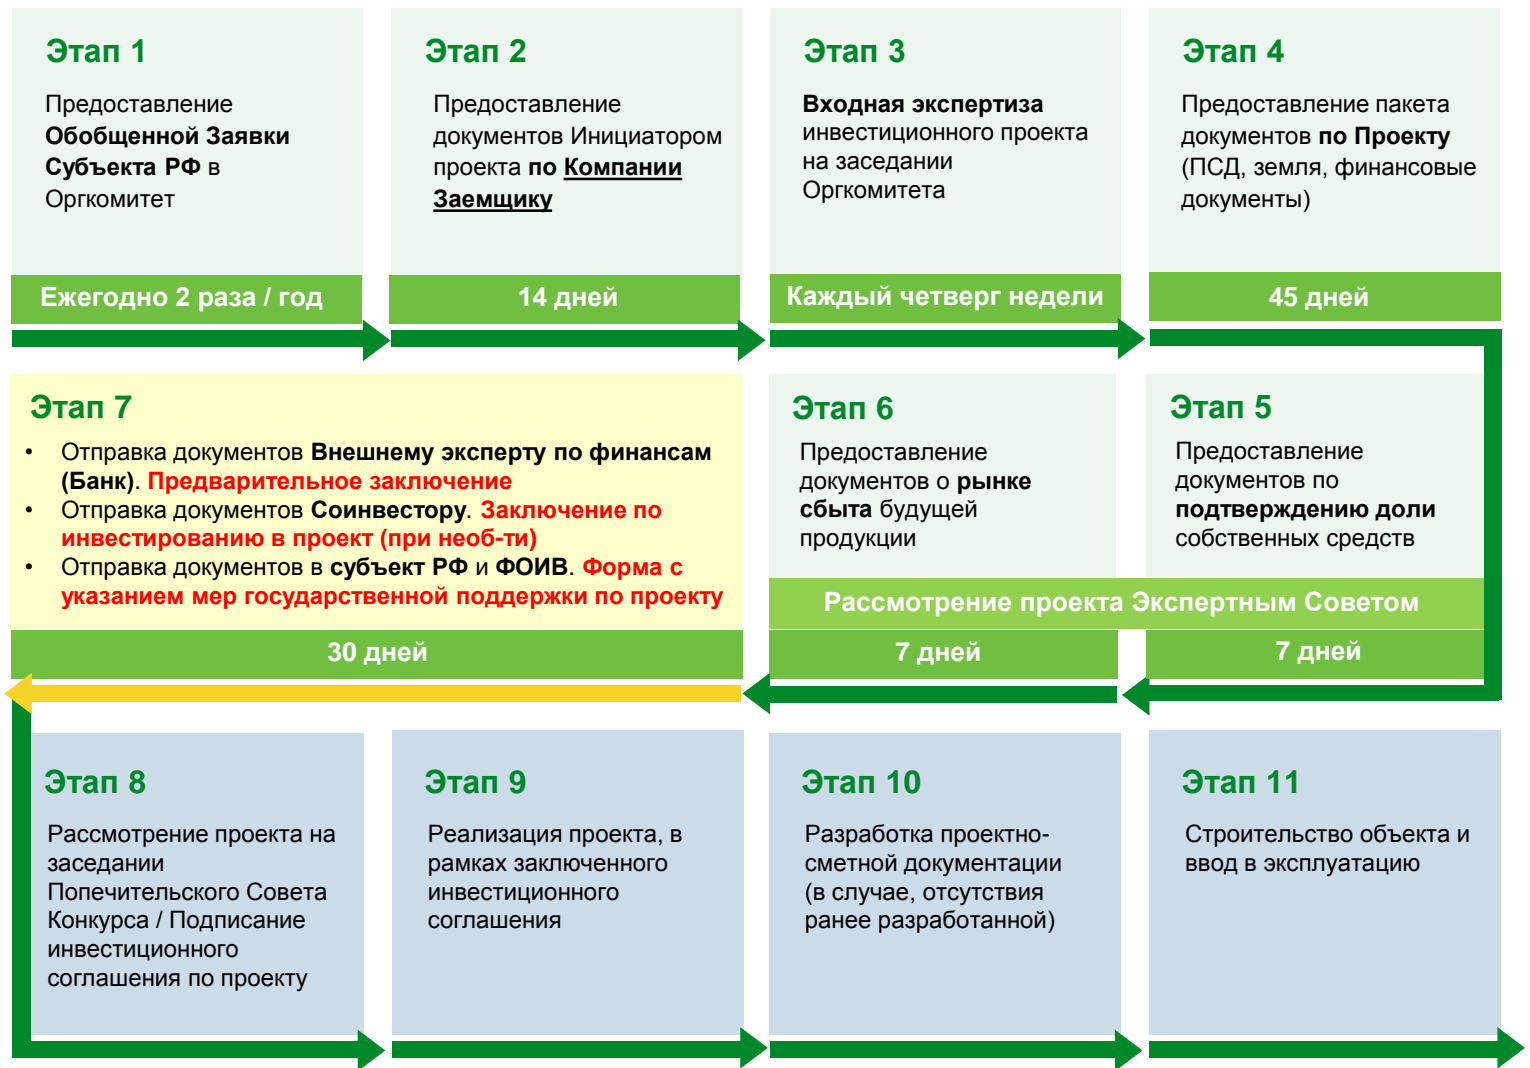 Этап 1
Предоставление
Обобщенной Заявки
Субъекта РФ в
Оргкомитет
Ежегодно 2 раза / год
Этап 2
Предоставление
документов Инициатором
проекта по Компании
Заемщику
14 дней
Этап 3
Входная экспертиза
инвестиционного проекта
на заседании
Оргкомитета
Каждый четверг недели
Этап 4
Предоставление пакета
документов по Проекту
(ПСД, земля, финансовые
документы)
45 дней
Этап 7
• Отправка документов Внешнему эксперту по финансам
(Банк). Предварительное заключение
• Отправка документов Соинвестору. Заключение по
инвестированию в проект (при необ-ти)
• Отправка документов в субъект РФ и ФОИВ. Форма с
указанием мер государственной поддержки по проекту
30 дней
Этап 6
Предоставление
документов о рынке
сбыта будущей
продукции
Этап 5
Предоставление
документов по
подтверждению доли
собственных средств
Рассмотрение проекта Экспертным Советом
7 дней
7 дней
Этап 8
Рассмотрение проекта на
заседании
Попечительского Совета
Конкурса / Подписание
инвестиционного
соглашения по проекту
Этап 9
Реализация проекта, в
рамках заключенного
инвестиционного
соглашения
Этап 10
Разработка проектно-
сметной документации
(в случае, отсутствия
ранее разработанной)
Этап 11
Строительство объекта и
ввод в эксплуатацию